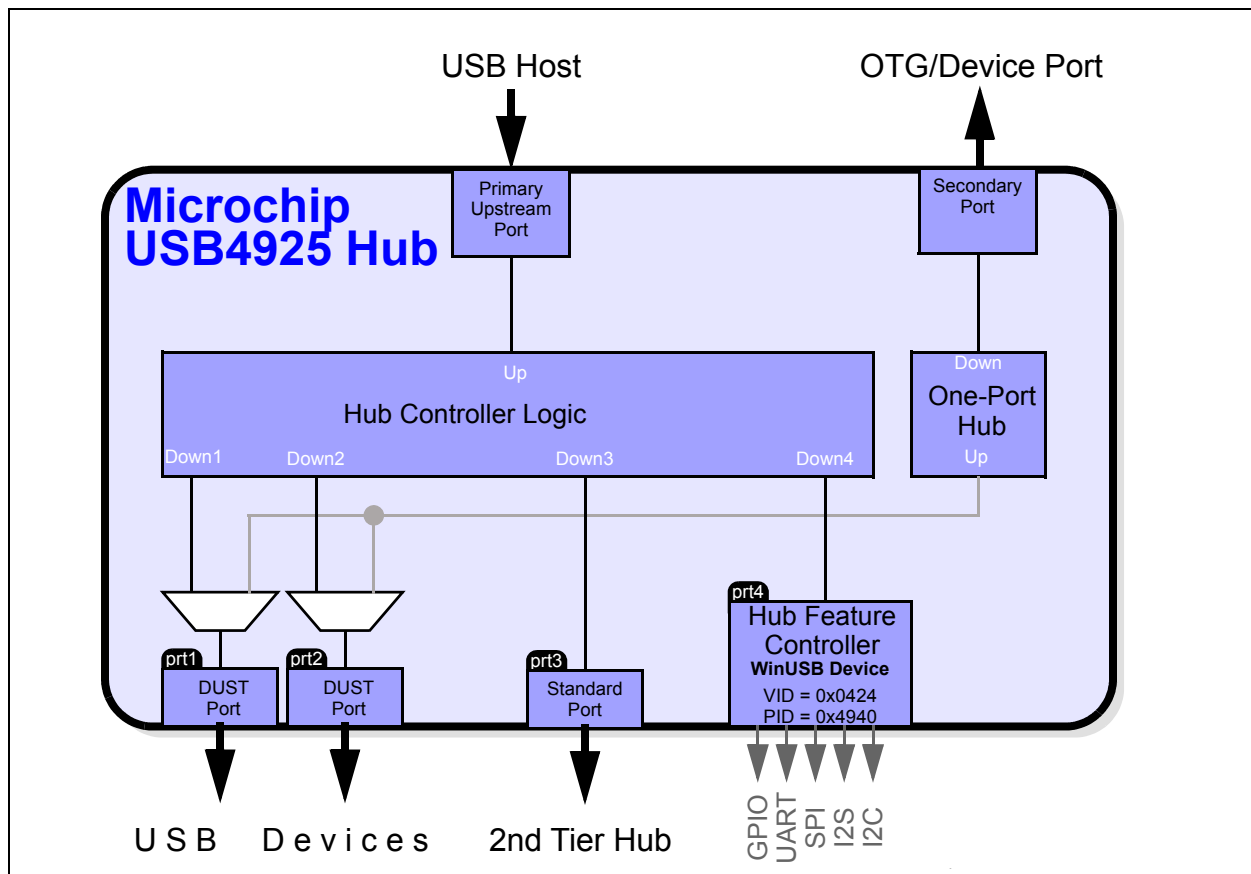 USB Host
OTG/Device Port
Microchip
USB4925 Hub
Primary
Upstream
Port
Secondary
Port
Up
Hub Controller Logic
Down1
Down2
Down3
Down4
Down
One-Port
Hub
Up
prt1
DUST
Port
prt2
DUST
Port
prt3
Standard
Port
prt4
Hub Feature
Controller
WinUSB Device
VID = 0x0424
PID = 0x4940
GPIO
UART
SPI
I2S
I2C
U S B D e v i c e s
2nd Tier Hub